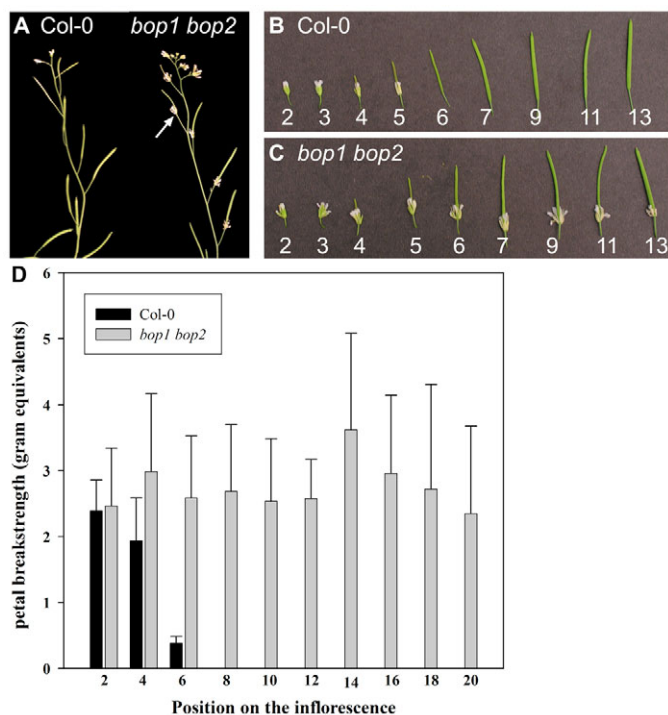 A Col-0 bop1 bop2
B Col-0
2 3 4 5 6 7 9 11 13
C bop1 bop2
2 3 4 5 6 7 9 11 13
D
6
5
4
3
2
1
0
Col-0
bop1 bop2
petal breakstrength (gram equivalents)
2 4 6 8 10 12 14 16 18 20
Position on the inflorescence